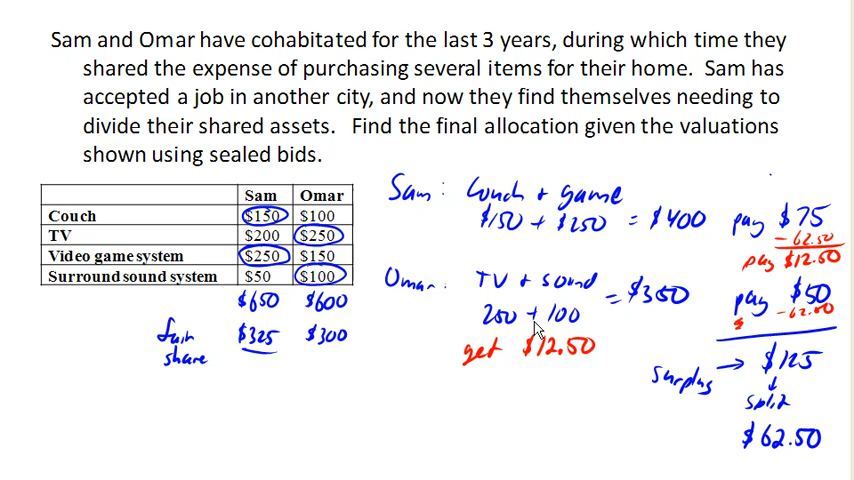 Sam and Omar have cohabitated for the last 3 years, during which time they
shared the expense of purchasing several items for their home. Sam has
accepted a job in another city, and now they find themselves needing to
divide their shared assets. Find the final allocation given the valuations
shown using sealed bids.
Sam Omar
Couch $150 $100
TV $200 $250
Video game system $250 $150
Surround sound system $50 $100
$650 $600
fair share $325 $300
Sam: Couch + game
$150 + $250 = $400 pay $75
- 62.50
pay $12.50
Omar: TV + sound
250 + 100 = $350 pay $50
- 62.50
get $12.50
surplus → $125
↓
split
$62.50